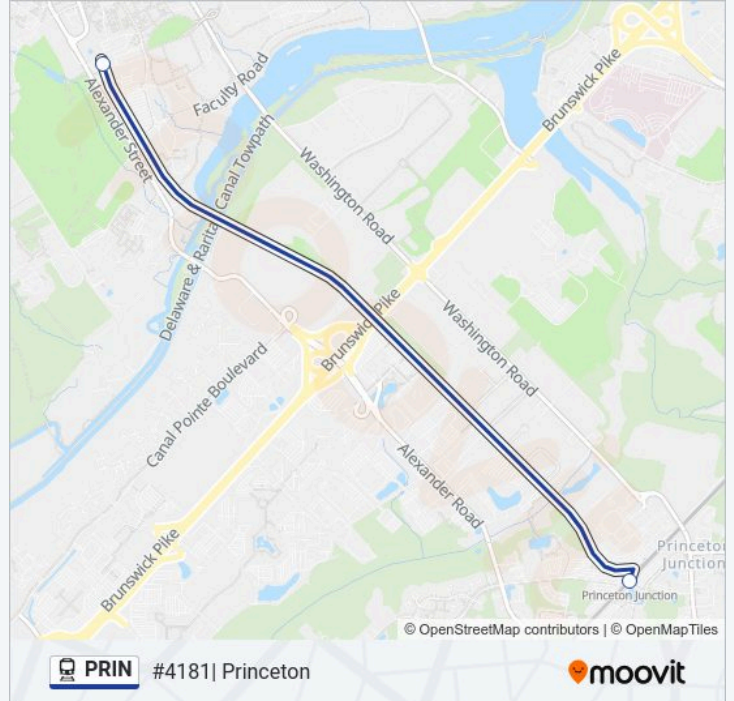 Faculty Road
Brunswick Pike
Alexander Street
Delaware & Raritan Canal Towpath
Washington Road
Brunswick Pike
Washington Road
Canal Pointe Boulevard
Alexander Road
Brunswick Pike
Princeton
Junction
Princeton Junction
© OpenStreetMap contributors | © OpenMapTiles
PRIN #4181| Princeton
moovit